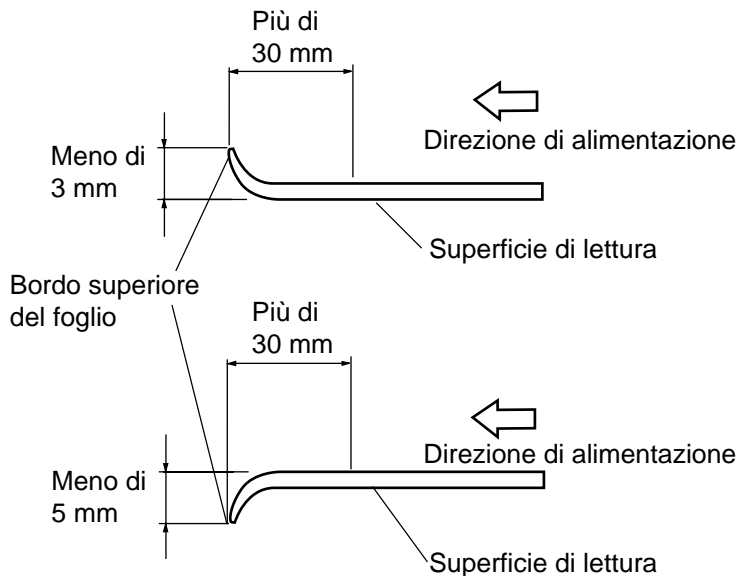 Più di
30 mm
Direzione di alimentazione
Meno di
3 mm
Superficie di lettura
Bordo superiore
del foglio
Più di
30 mm
Direzione di alimentazione
Meno di
5 mm
Superficie di lettura